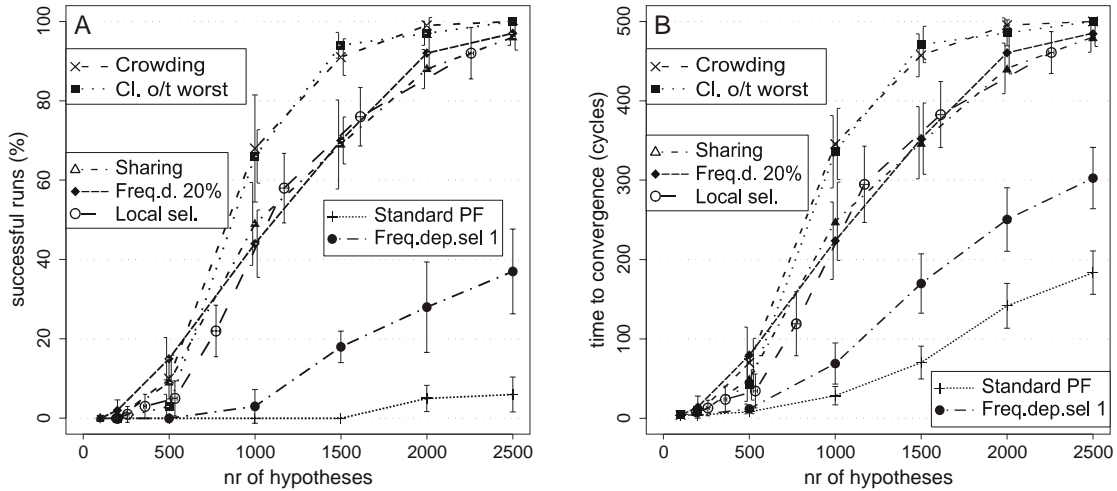 A
successful runs (%)
100
80
60
40
20
0
Crowding
Cl. o/t worst
Sharing
Freq.d. 20%
Local sel.
Standard PF
Freq.dep.sel 1
0 500 1000 1500 2000 2500
nr of hypotheses
B
time to convergence (cycles)
500
400
300
200
100
0
Crowding
Cl. o/t worst
Sharing
Freq.d. 20%
Local sel.
Standard PF
Freq.dep.sel 1
0 500 1000 1500 2000 2500
nr of hypotheses